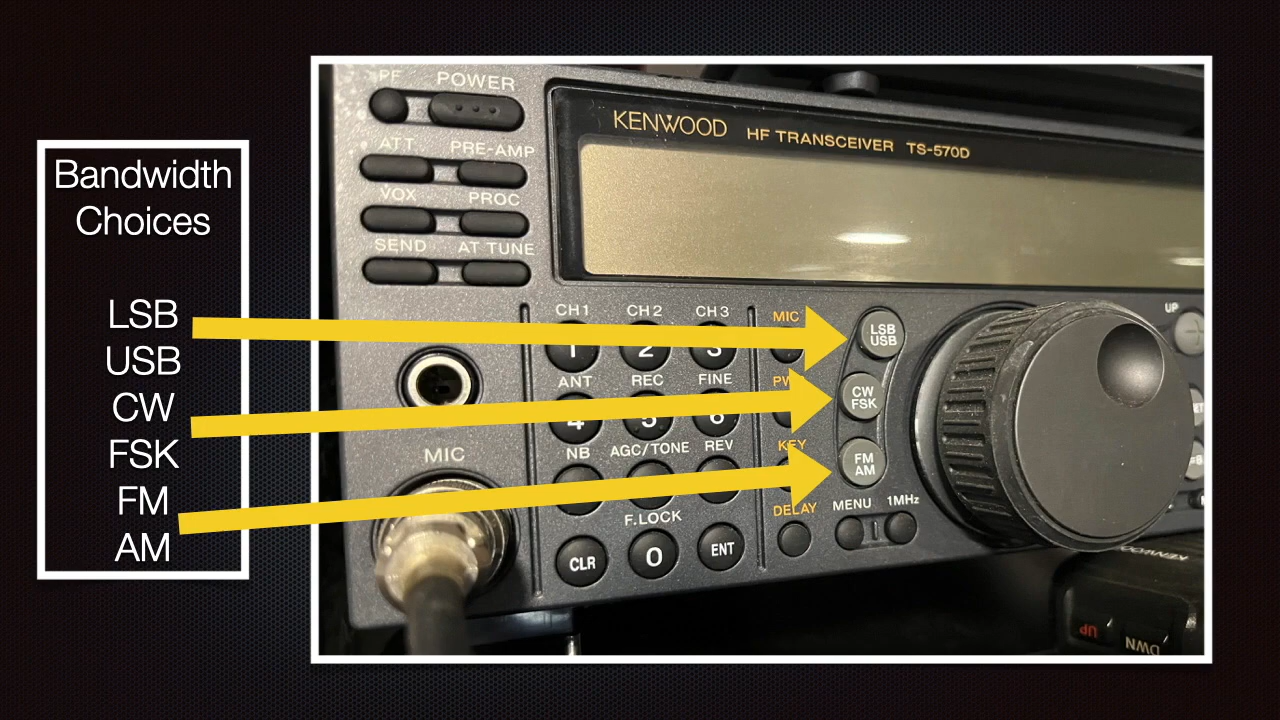 Bandwidth
Choices
LSB
USB
CW
FSK
FM
AM
PF POWER
KENWOOD HF TRANSCEIVER TS-570D
ATT PRE-AMP
VOX PROC
SEND AT TUNE
CH1 CH2 CH3 MIC
1 2 3
LSB
USB
UP
ANT REC FINE
4 5 6
CW
FSK
NB AGC/TONE REV KEY
MIC
FM
AM
F.LOCK DELAY MENU 1MHz
CLR 0 ENT
KENWOOD
UP DWN